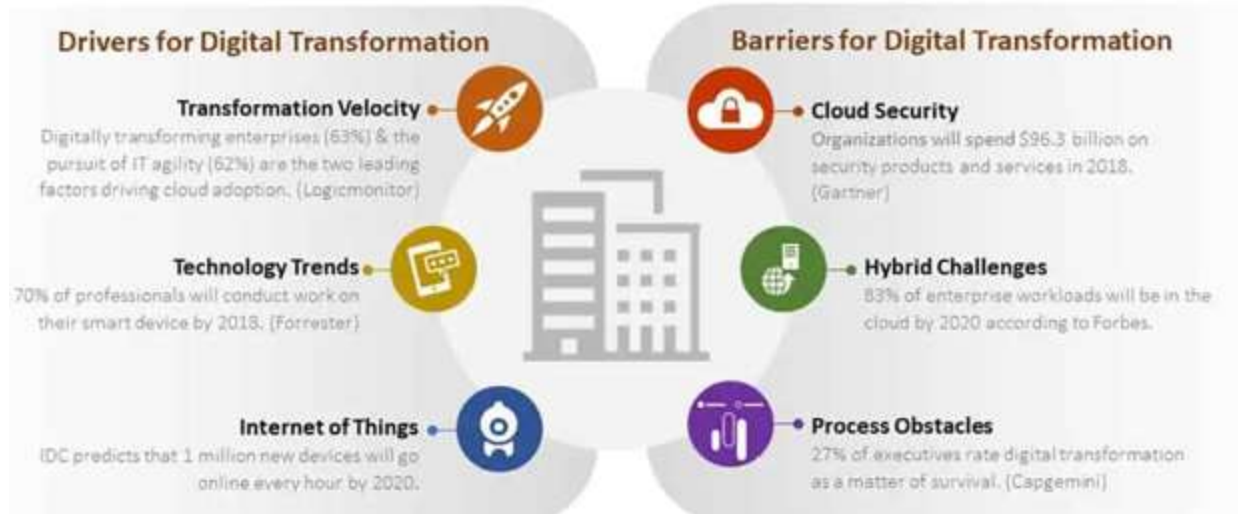 Drivers for Digital Transformation
Transformation Velocity
Digitally transforming enterprises (63%) & the
pursuit of IT agility (62%) are the two leading
factors driving cloud adoption. (Logicmonitor)
Technology Trends
70% of professionals will conduct work on
their smart device by 2018. (Forrester)
Internet of Things
IDC predicts that 1 million new devices will go
online every hour by 2020.
Barriers for Digital Transformation
Cloud Security
Organizations will spend $96.3 billion on
security products and services in 2018.
(Gartner)
Hybrid Challenges
83% of enterprise workloads will be in the
cloud by 2020 according to Forbes.
Process Obstacles
27% of executives rate digital transformation
as a matter of survival. (Capgemini)